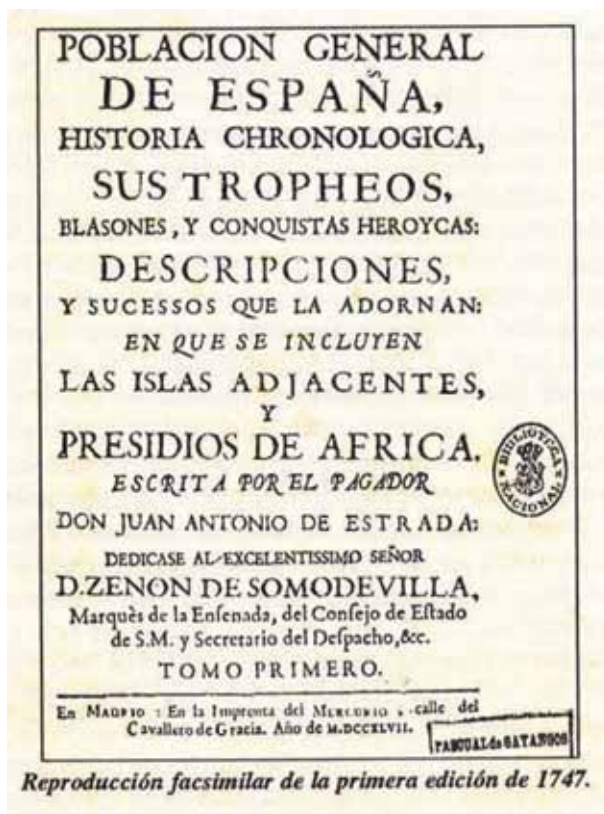 POBLACION GENERAL
DE ESPAÑA,
HISTORIA CHRONOLOGICA,
SUS TROPHEOS,
BLASONES, Y CONQUISTAS HEROYCAS:
DESCRIPCIONES,
Y SUCESSOS QUE LA ADORNAN:
EN QUE SE INCLUYEN
LAS ISLAS ADJACENTES,
Y
PRESIDIOS DE AFRICA.
ESCRITA POR EL PAGADOR
DON JUAN ANTONIO DE ESTRADA:
DEDICASE AL EXCELENTISSIMO SEÑOR
D. ZENON DE SOMODEVILLA,
Marquès de la Enſenada, del Conſejo de Eſtado
de S.M. y Secretario del Deſpacho, &c.
TOMO PRIMERO.
En MADRID : En la Imprenta del MERCURIO, calle del
Cavallero de Gracia. Año de M.DCCXLVII.
BIBLIOTECA NACIONAL
PASCUAL de GAYANGOS
Reproducción facsimilar de la primera edición de 1747.